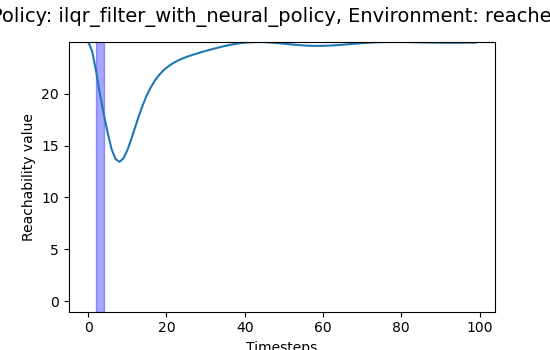 Policy: ilqr_filter_with_neural_policy, Environment: reache
Reachability value
20
15
10
5
0
0 20 40 60 80 100
Timesteps